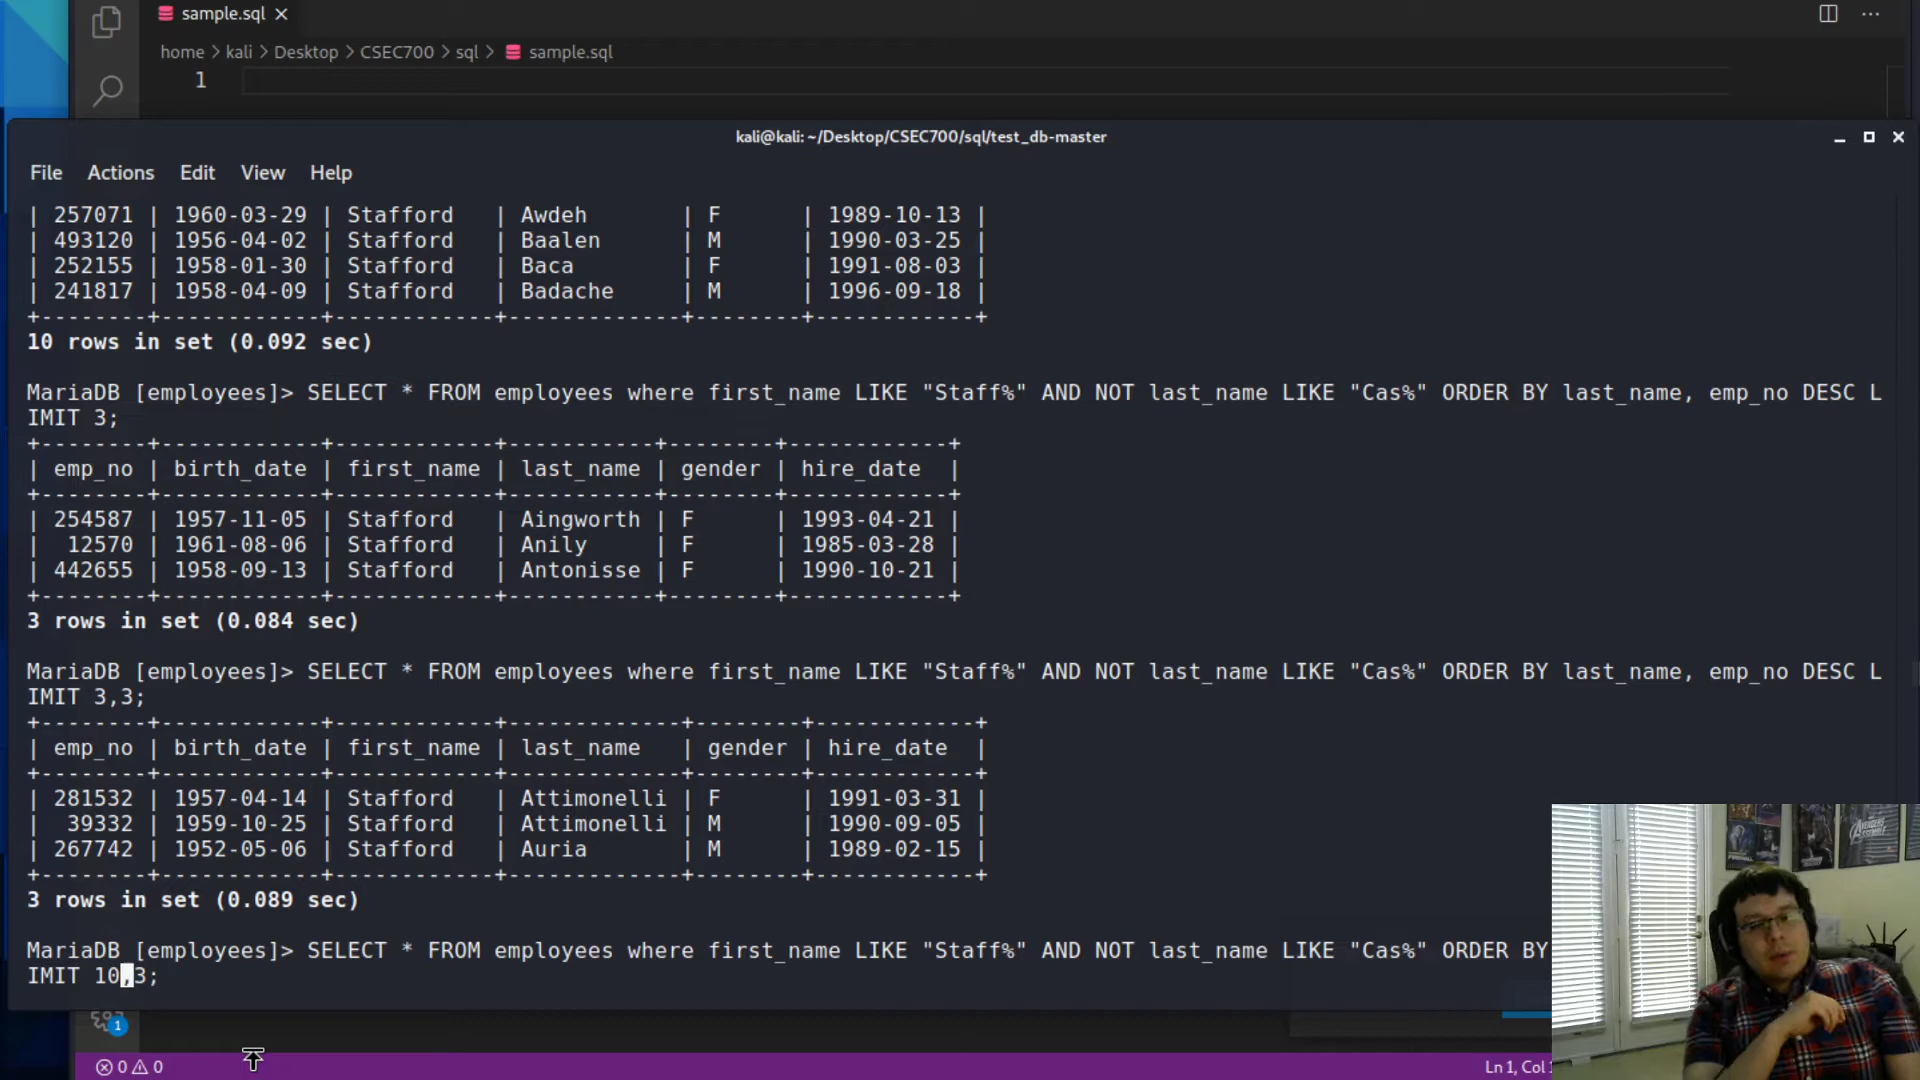 sample.sql
home > kali > Desktop > CSEC700 > sql > sample.sql
1
kali@kali: ~/Desktop/CSEC700/sql/test_db-master
File Actions Edit View Help
| 257071 | 1960-03-29 | Stafford   | Awdeh       | F      | 1989-10-13 |
| 493120 | 1956-04-02 | Stafford   | Baalen      | M      | 1990-03-25 |
| 252155 | 1958-01-30 | Stafford   | Baca        | F      | 1991-08-03 |
| 241817 | 1958-04-09 | Stafford   | Badache     | M      | 1996-09-18 |
+--------+------------+------------+-------------+--------+------------+
10 rows in set (0.092 sec)
MariaDB [employees]> SELECT * FROM employees where first_name LIKE "Staff%" AND NOT last_name LIKE "Cas%" ORDER BY last_name, emp_no DESC L
IMIT 3;
+--------+------------+------------+-----------+--------+------------+
| emp_no | birth_date | first_name | last_name | gender | hire_date  |
+--------+------------+------------+-----------+--------+------------+
| 254587 | 1957-11-05 | Stafford   | Aingworth | F      | 1993-04-21 |
|  12570 | 1961-08-06 | Stafford   | Anily     | F      | 1985-03-28 |
| 442655 | 1958-09-13 | Stafford   | Antonisse | F      | 1990-10-21 |
+--------+------------+------------+-----------+--------+------------+
3 rows in set (0.084 sec)
MariaDB [employees]> SELECT * FROM employees where first_name LIKE "Staff%" AND NOT last_name LIKE "Cas%" ORDER BY last_name, emp_no DESC L
IMIT 3,3;
+--------+------------+------------+-------------+--------+------------+
| emp_no | birth_date | first_name | last_name   | gender | hire_date  |
+--------+------------+------------+-------------+--------+------------+
| 281532 | 1957-04-14 | Stafford   | Attimonelli | F      | 1991-03-31 |
|  39332 | 1959-10-25 | Stafford   | Attimonelli | M      | 1990-09-05 |
| 267742 | 1952-05-06 | Stafford   | Auria       | M      | 1989-02-15 |
+--------+------------+------------+-------------+--------+------------+
3 rows in set (0.089 sec)
MariaDB [employees]> SELECT * FROM employees where first_name LIKE "Staff%" AND NOT last_name LIKE "Cas%" ORDER BY
IMIT 10,3;
1
0 0 Ln 1, Col